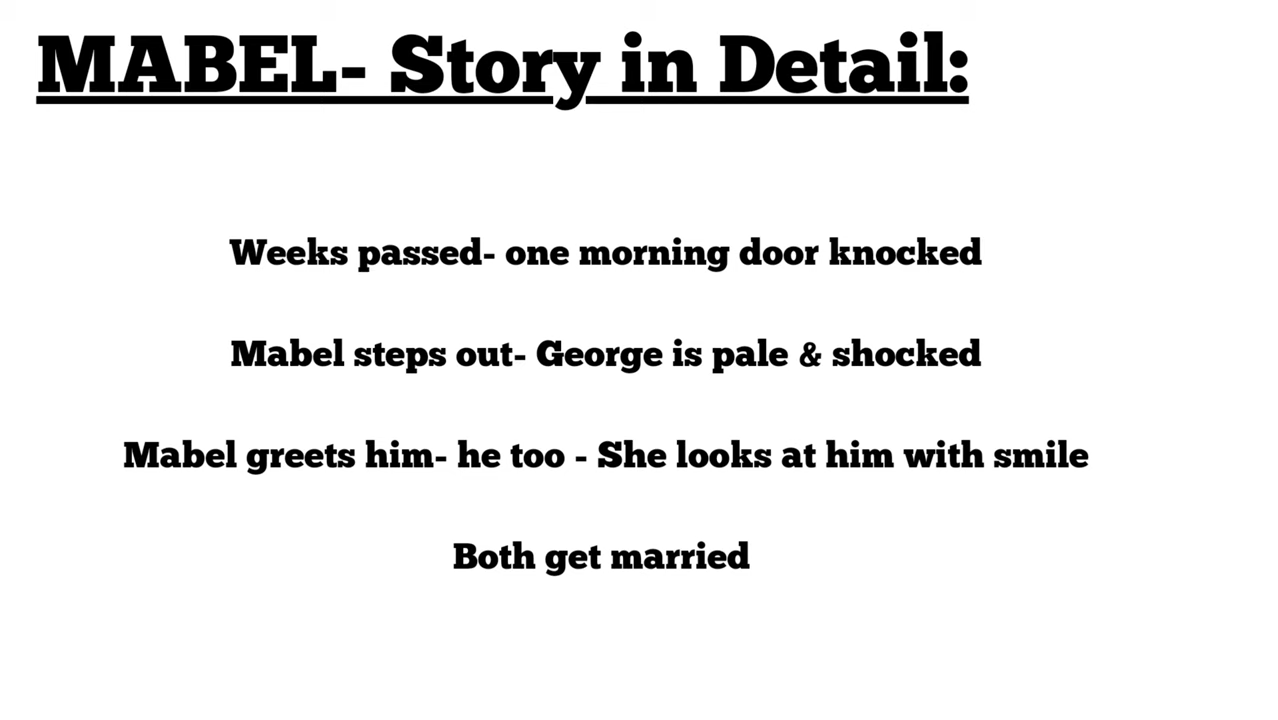 MABEL- Story in Detail:
Weeks passed- one morning door knocked
Mabel steps out- George is pale & shocked
Mabel greets him- he too - She looks at him with smile
Both get married